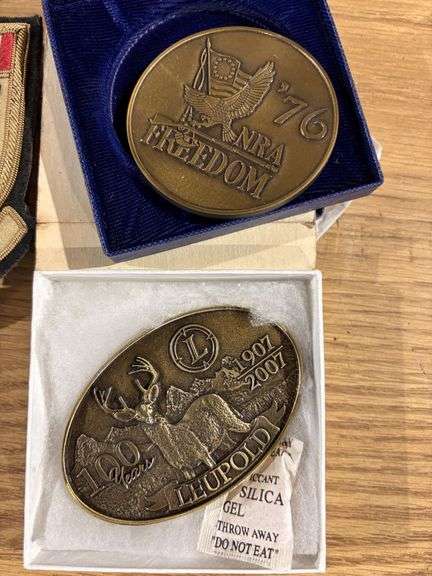 '76
NRA
FREEDOM
L
1907
2007
100
Years
LEUPOLD
SILICA
GEL
THROW AWAY
"DO NOT EAT"